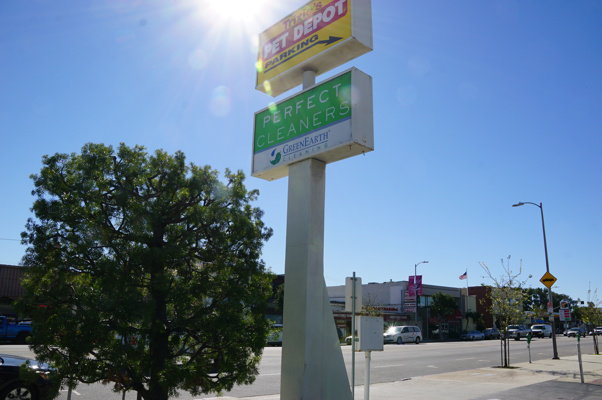 PET DEPOT
PARKING
PERFECT
CLEANERS
GREENEARTH®
CLEANING